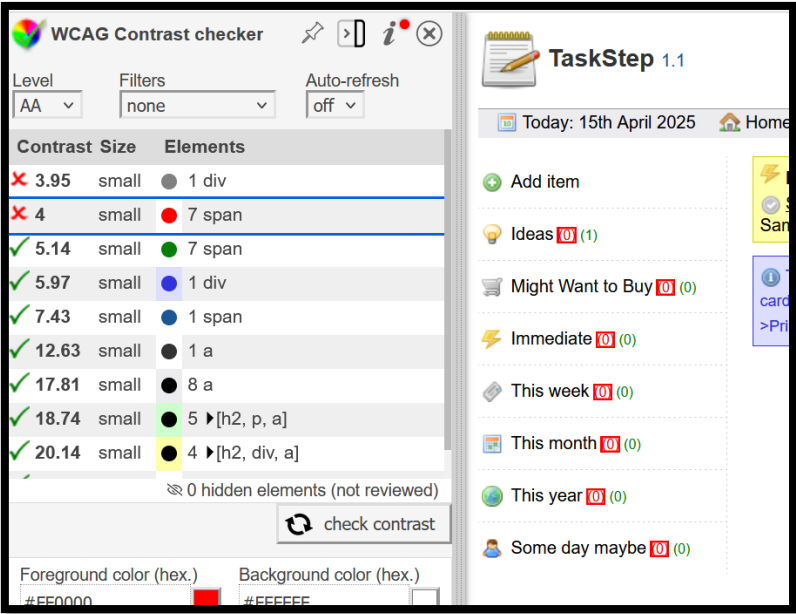 WCAG Contrast checker
Level
Filters
Auto-refresh
AA
none
off
Contrast Size Elements
3.95 small 1 div
4 small 7 span
5.14 small 7 span
5.97 small 1 div
7.43 small 1 span
12.63 small 1 a
17.81 small 8 a
18.74 small 5 [h2, p, a]
20.14 small 4 [h2, div, a]
0 hidden elements (not reviewed)
check contrast
Foreground color (hex.) Background color (hex.)
#FF0000 #FFFFFF
TaskStep 1.1
Today: 15th April 2025 Home
Add item
Ideas (0) (1)
Might Want to Buy (0) (0)
Immediate (0) (0)
This week (0) (0)
This month (0) (0)
This year (0) (0)
Some day maybe (0) (0)
Sam
card
>Pri